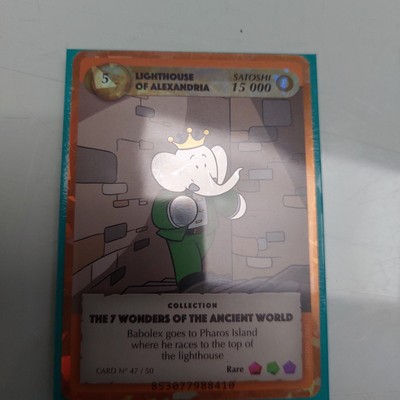 5
LIGHTHOUSE
OF ALEXANDRIA
SATOSHI
15 000
COLLECTION
THE 7 WONDERS OF THE ANCIENT WORLD
Babolex goes to Pharos Island
where he races to the top of
the lighthouse
CARD N° 47 / 50
Rare
853077988418